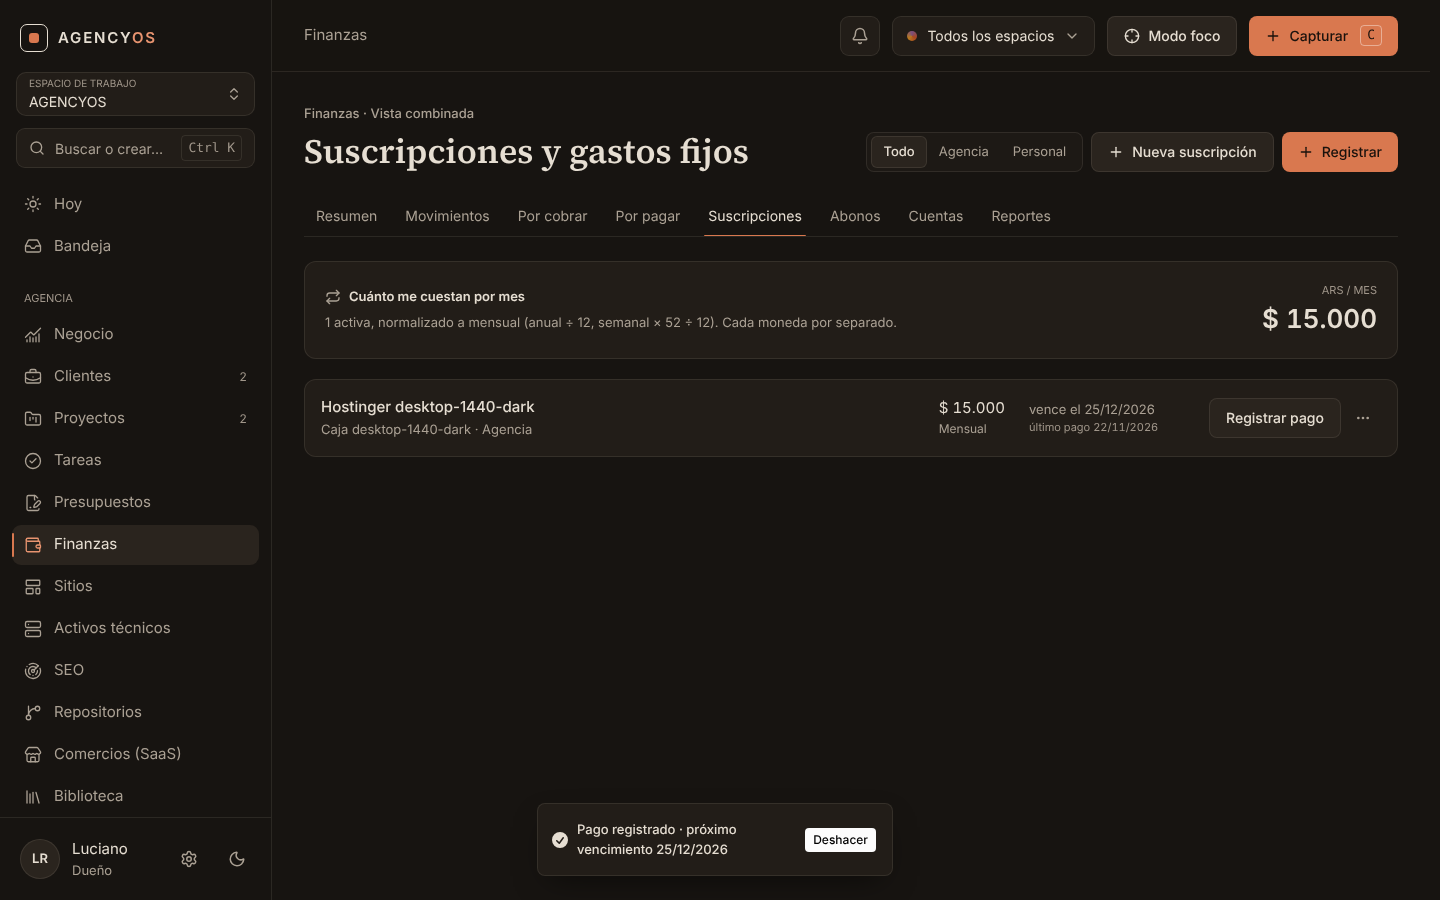 AGENCYOS
ESPACIO DE TRABAJO
AGENCYOS
Buscar o crear... Ctrl K
Hoy
Bandeja
AGENCIA
Negocio
Clientes 2
Proyectos 2
Tareas
Presupuestos
Finanzas
Sitios
Activos técnicos
SEO
Repositorios
Comercios (SaaS)
Biblioteca
LR
Luciano
Dueño
Finanzas
Todos los espacios
Modo foco
Capturar C
Finanzas · Vista combinada
Suscripciones y gastos fijos
Todo Agencia Personal
Nueva suscripción
Registrar
Resumen Movimientos Por cobrar Por pagar Suscripciones Abonos Cuentas Reportes
Cuánto me cuestan por mes
1 activa, normalizado a mensual (anual ÷ 12, semanal × 52 ÷ 12). Cada moneda por separado.
ARS / MES
$ 15.000
Hostinger desktop-1440-dark
Caja desktop-1440-dark · Agencia
$ 15.000
Mensual
vence el 25/12/2026
último pago 22/11/2026
Registrar pago
Pago registrado · próximo
vencimiento 25/12/2026
Deshacer